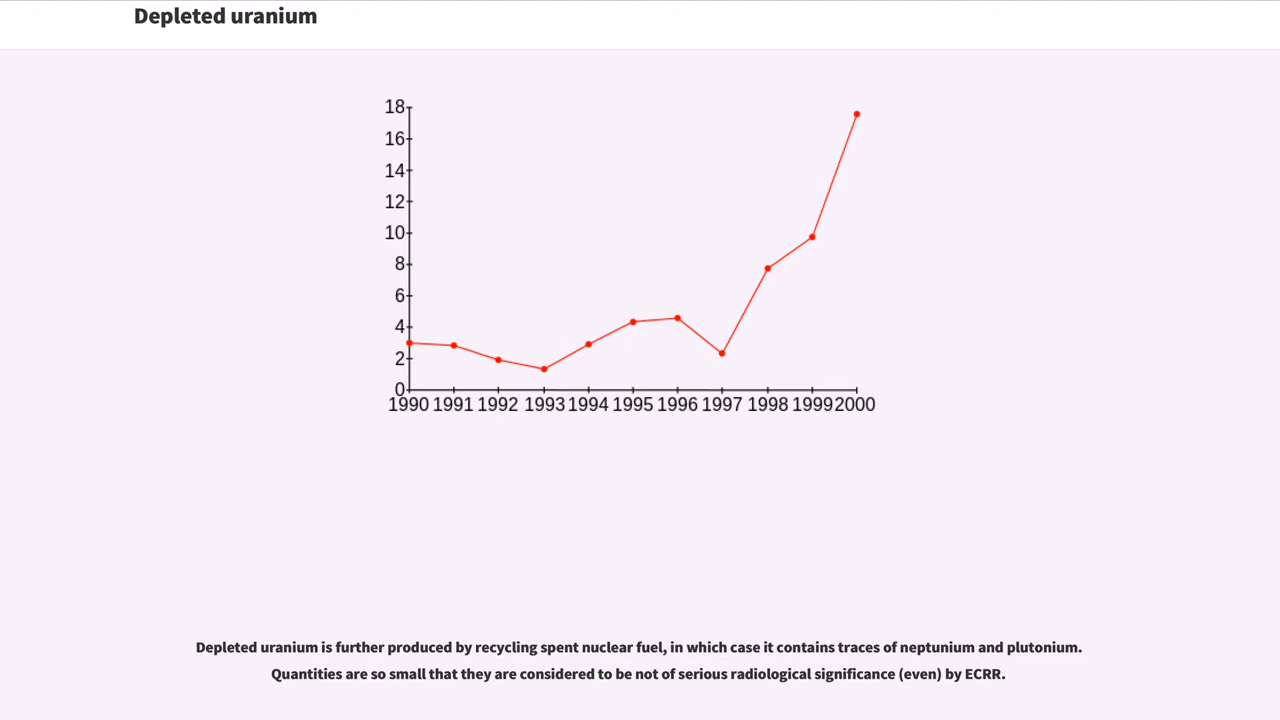 Depleted uranium
18
16
14
12
10
8
6
4
2
0
1990 1991 1992 1993 1994 1995 1996 1997 1998 1999 2000
Depleted uranium is further produced by recycling spent nuclear fuel, in which case it contains traces of neptunium and plutonium.
Quantities are so small that they are considered to be not of serious radiological significance (even) by ECRR.